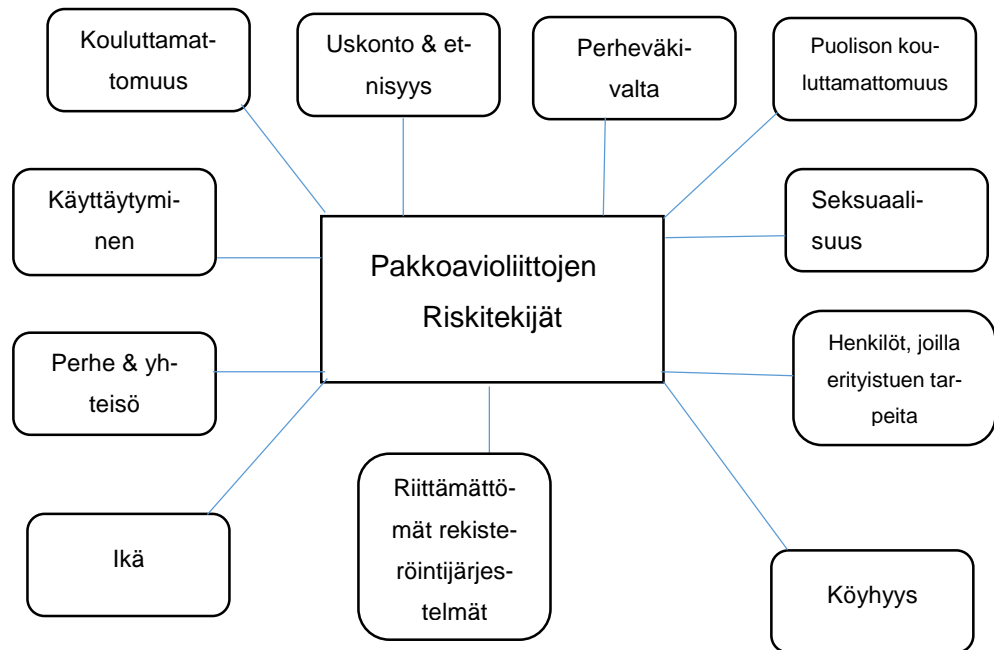 Kouluttamat-
tomuus
Uskonto & et-
nisyys
Perheväki-
valta
Puolison kou-
luttamattomuus
Käyttäytymi-
nen
Seksuaali-
suus
Pakkoavioliittojen
Riskitekijät
Perhe & yh-
teisö
Henkilöt, joilla
erityistuen tar-
peita
Ikä
Riittämättö-
mät rekiste-
röintijärjes-
telmät
Köyhyys